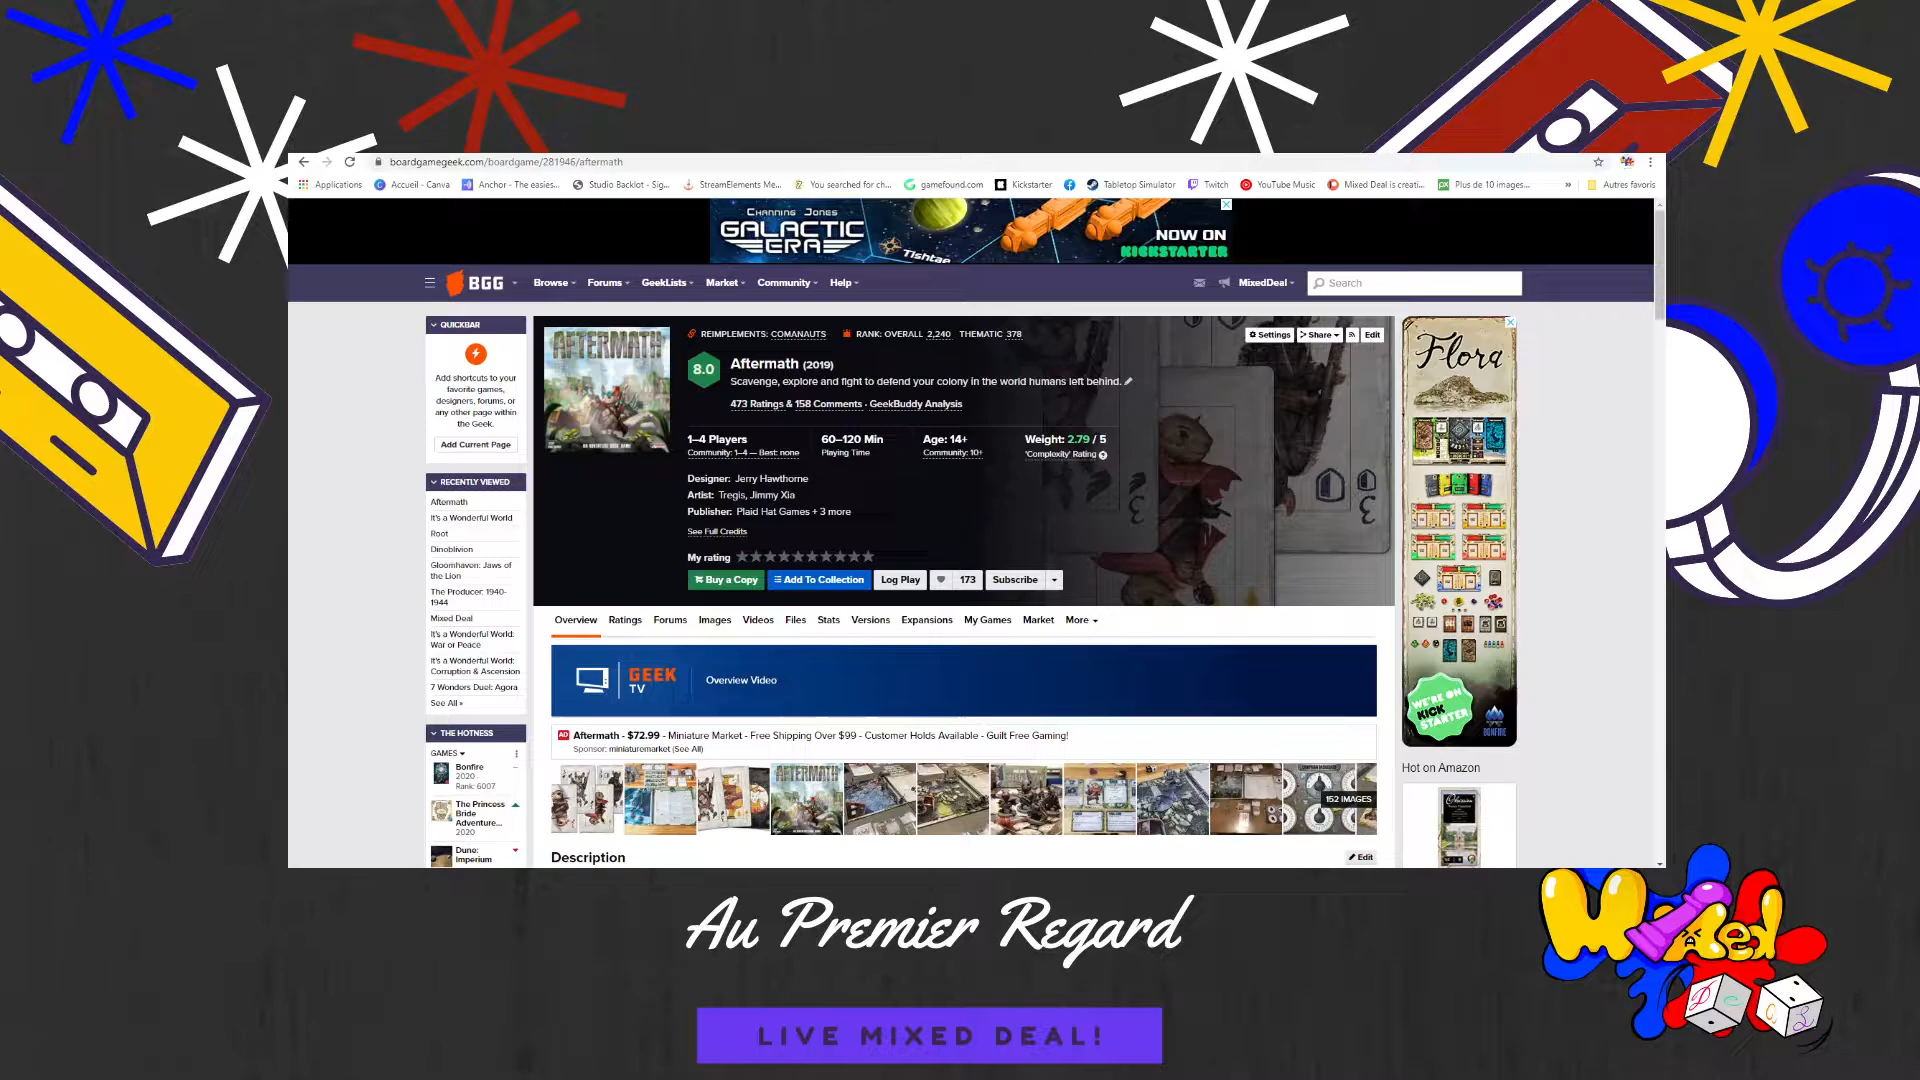 boardgamegeek.com/boardgame/281946/aftermath
Applications
Accueil - Canva
Anchor - The easies...
Studio Backlot - Sig...
StreamElements Me...
You searched for ch...
gamefound.com
Kickstarter
Tabletop Simulator
Twitch
YouTube Music
Mixed Deal is creati...
Plus de 10 images...
»
Autres favoris
CHANNING JONES
GALACTIC
ERA
Tishtae
NOW ON
KICKSTARTER
BGG
Browse
Forums
GeekLists
Market
Community
Help
MixedDeal
Search
QUICKBAR
Add shortcuts to your
favorite games,
designers, forums, or
any other page within
the Geek.
Add Current Page
RECENTLY VIEWED
Aftermath
It's a Wonderful World
Root
Dinoblivion
Gloomhaven: Jaws of
the Lion
The Producer: 1940-
1944
Mixed Deal
It's a Wonderful World:
War or Peace
It's a Wonderful World:
Corruption & Ascension
7 Wonders Duel: Agora
See All »
THE HOTNESS
GAMES
Bonfire
2020
Rank: 6007
The Princess
Bride
Adventure...
2020
Dune:
Imperium
AFTERMATH
REIMPLEMENTS: COMANAUTS
RANK: OVERALL 2,240 THEMATIC 378
Settings
Share
Edit
8.0
Aftermath (2019)
Scavenge, explore and fight to defend your colony in the world humans left behind.
473 Ratings & 158 Comments · GeekBuddy Analysis
1–4 Players
Community: 1–4 — Best: none
60–120 Min
Playing Time
Age: 14+
Community: 10+
Weight: 2.79 / 5
'Complexity' Rating
Designer: Jerry Hawthorne
Artist: Tregis, Jimmy Xia
Publisher: Plaid Hat Games + 3 more
See Full Credits
My rating
Buy a Copy
Add To Collection
Log Play
173
Subscribe
3
3
Overview
Ratings
Forums
Images
Videos
Files
Stats
Versions
Expansions
My Games
Market
More
GEEK
TV
Overview Video
AD
Aftermath - $72.99 - Miniature Market - Free Shipping Over $99 - Customer Holds Available - Guilt Free Gaming!
Sponsor: miniaturemarket (See All)
AFTERMATH
152 IMAGES
Description
Edit
Flora
WE'RE ON
KICK
STARTER
BONFIRE
Hot on Amazon
Obsession
Au Premier Regard
LIVE MIXED DEAL!
Mixed